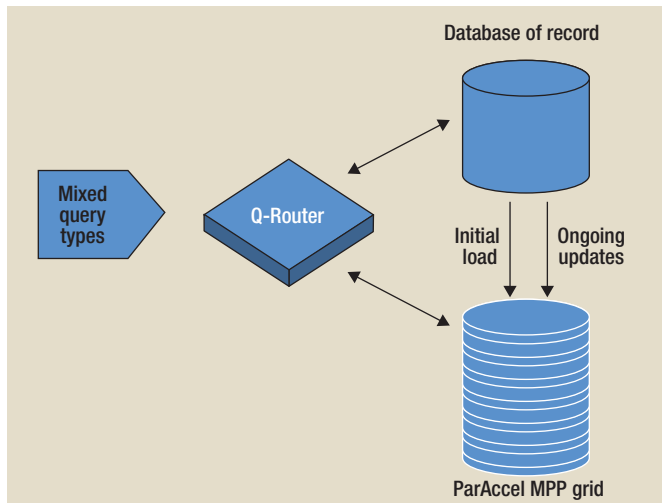 Database of record
Mixed
query
types
Q-Router
Initial
load
Ongoing
updates
ParAccel MPP grid